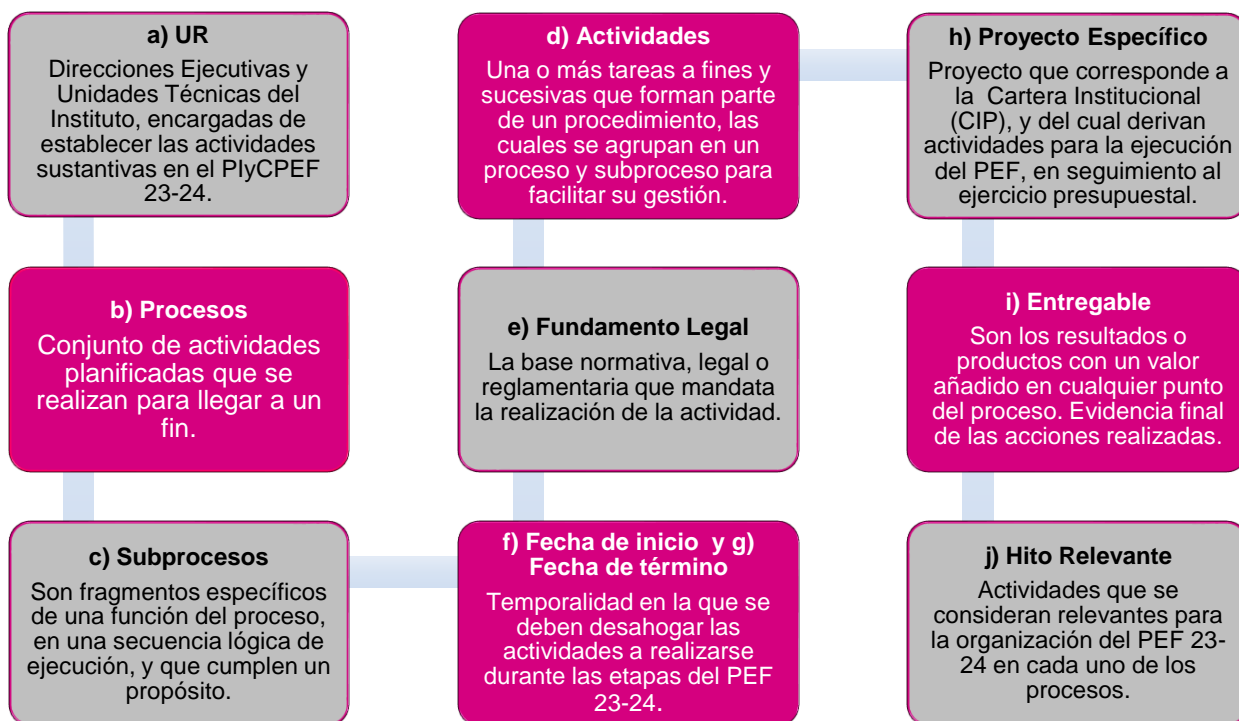 a) UR
Direcciones Ejecutivas y
Unidades Técnicas del
Instituto, encargadas de
establecer las actividades
sustantivas en el PIyCPEF
23-24.
b) Procesos
Conjunto de actividades
planificadas que se
realizan para llegar a un
fin.
c) Subprocesos
Son fragmentos específicos
de una función del proceso,
en una secuencia lógica de
ejecución, y que cumplen un
propósito.
d) Actividades
Una o más tareas a fines y
sucesivas que forman parte
de un procedimiento, las
cuales se agrupan en un
proceso y subproceso para
facilitar su gestión.
e) Fundamento Legal
La base normativa, legal o
reglamentaria que mandata
la realización de la actividad.
f) Fecha de inicio y g)
Fecha de término
Temporalidad en la que se
deben desahogar las
actividades a realizarse
durante las etapas del PEF
23-24.
h) Proyecto Específico
Proyecto que corresponde a
la Cartera Institucional
(CIP), y del cual derivan
actividades para la ejecución
del PEF, en seguimiento al
ejercicio presupuestal.
i) Entregable
Son los resultados o
productos con un valor
añadido en cualquier punto
del proceso. Evidencia final
de las acciones realizadas.
j) Hito Relevante
Actividades que se
consideran relevantes para
la organización del PEF 23-
24 en cada uno de los
procesos.